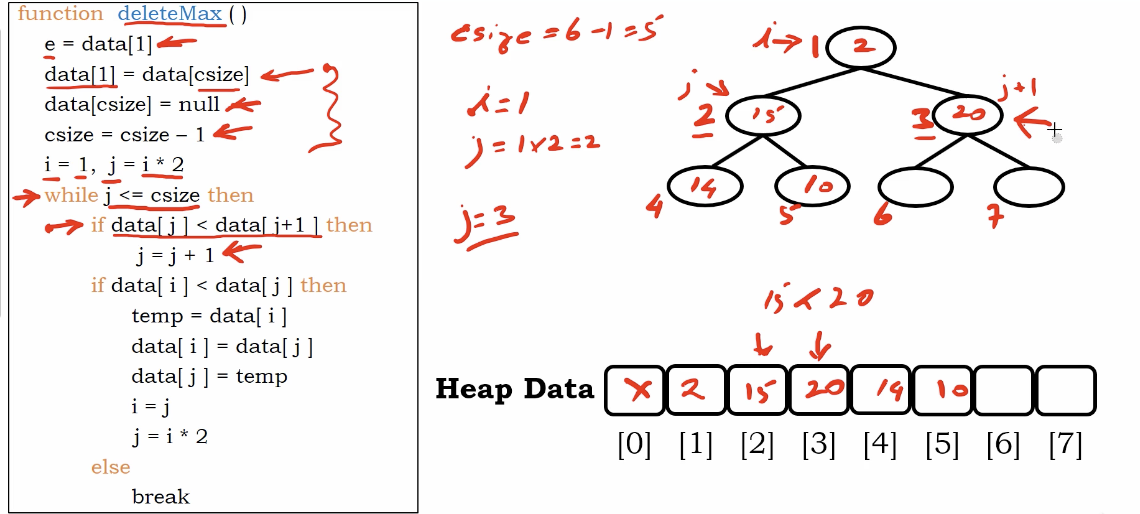 function deleteMax ( )
e = data[1]
data[1] = data[csize]
data[csize] = null
csize = csize – 1
i = 1, j = i * 2
while j <= csize then
if data[ j ] < data[ j+1 ] then
j = j + 1
if data[ i ] < data[ j ] then
temp = data[ i ]
data[ i ] = data[ j ]
data[ j ] = temp
i = j
j = i * 2
else
break
csize = 6 -1 = 5
i = 1
j = 1x2 = 2
j = 3
i 1 2
j j+1
2 15 3 20
14 10
4 5 6 7
15 < 20
Heap Data X 2 15 20 14 10
[0] [1] [2] [3] [4] [5] [6] [7]